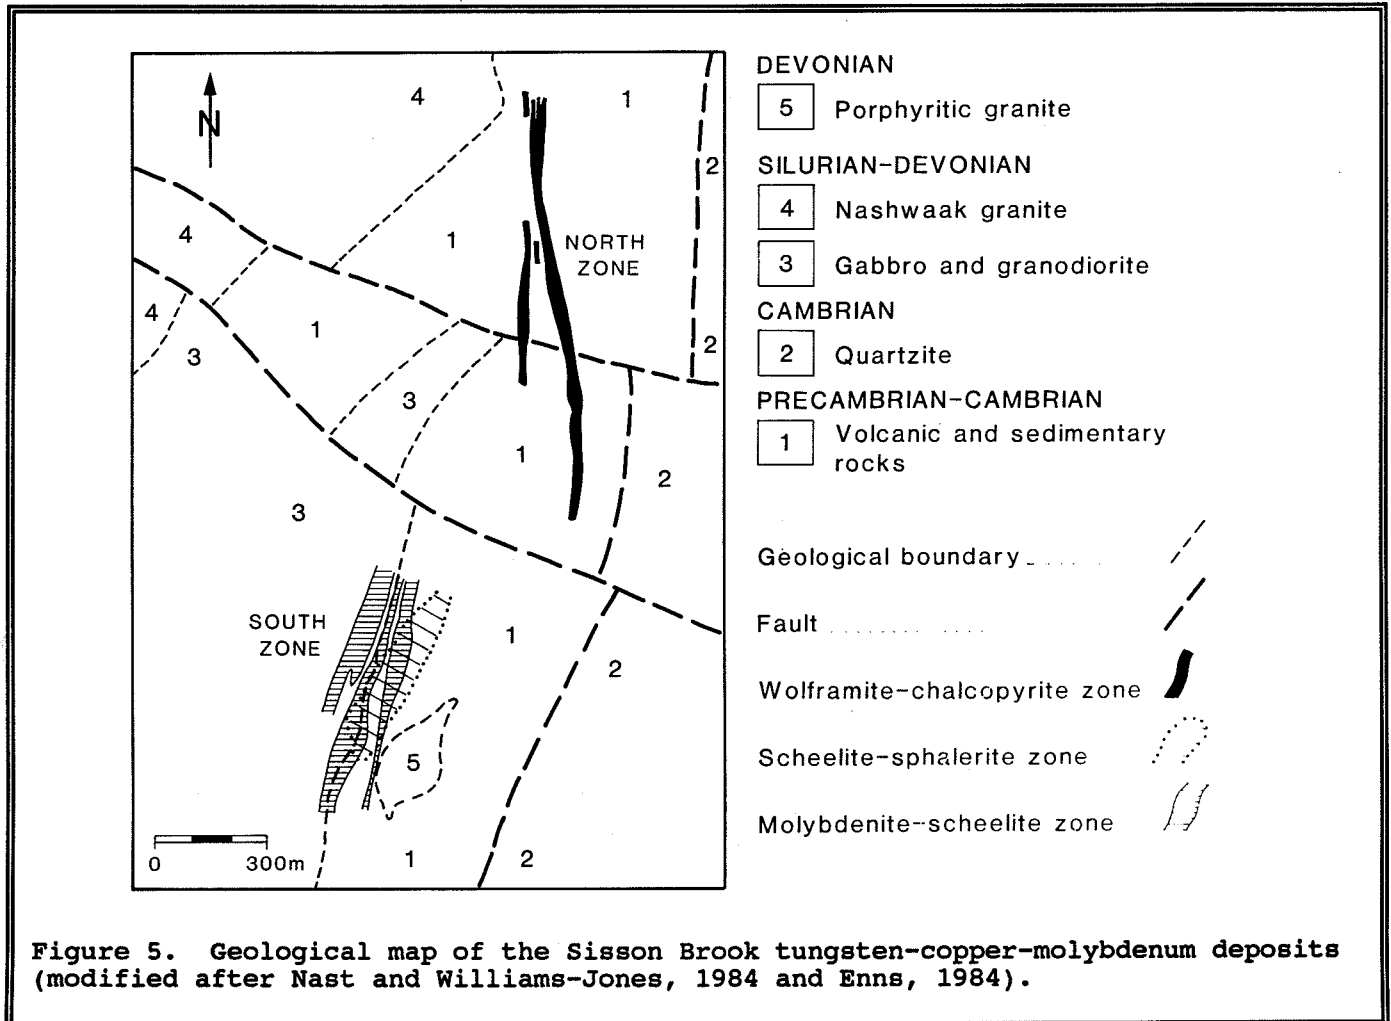 N
4
1
2
4
1
NORTH
ZONE
4
1
3
2
3
1
2
3
SOUTH
ZONE
1
2
5
0 300m
1
2
DEVONIAN
5 Porphyritic granite
SILURIAN-DEVONIAN
4 Nashwaak granite
3 Gabbro and granodiorite
CAMBRIAN
2 Quartzite
PRECAMBRIAN-CAMBRIAN
1 Volcanic and sedimentary
rocks
Geological boundary
Fault
Wolframite-chalcopyrite zone
Scheelite-sphalerite zone
Molybdenite-scheelite zone
Figure 5. Geological map of the Sisson Brook tungsten-copper-molybdenum deposits
(modified after Nast and Williams-Jones, 1984 and Enns, 1984).